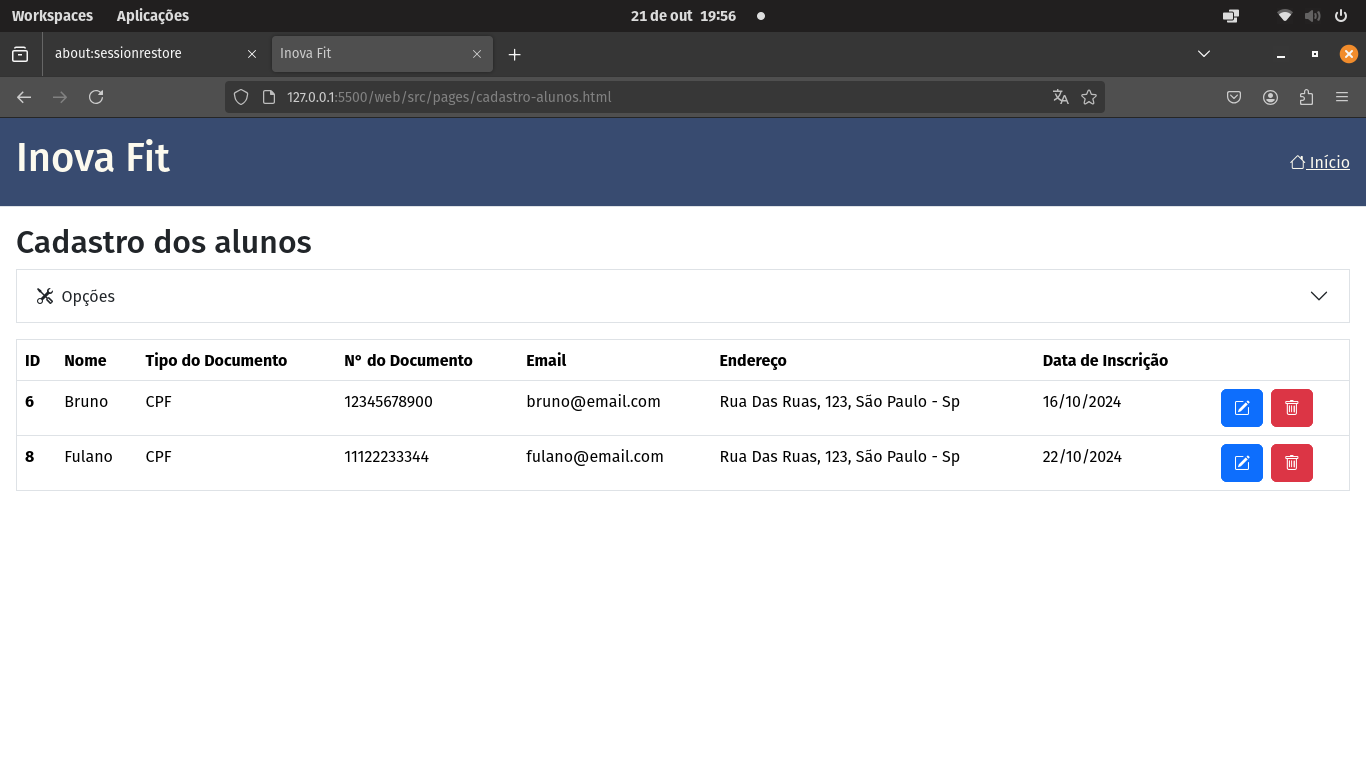 Workspaces Aplicações 21 de out 19:56
about:sessionrestore Inova Fit
127.0.0.1:5500/web/src/pages/cadastro-alunos.html
Inova Fit
Início
Cadastro dos alunos
Opções
ID Nome Tipo do Documento N° do Documento Email Endereço Data de Inscrição
6 Bruno CPF 12345678900 bruno@email.com Rua Das Ruas, 123, São Paulo - Sp 16/10/2024
8 Fulano CPF 11122233344 fulano@email.com Rua Das Ruas, 123, São Paulo - Sp 22/10/2024